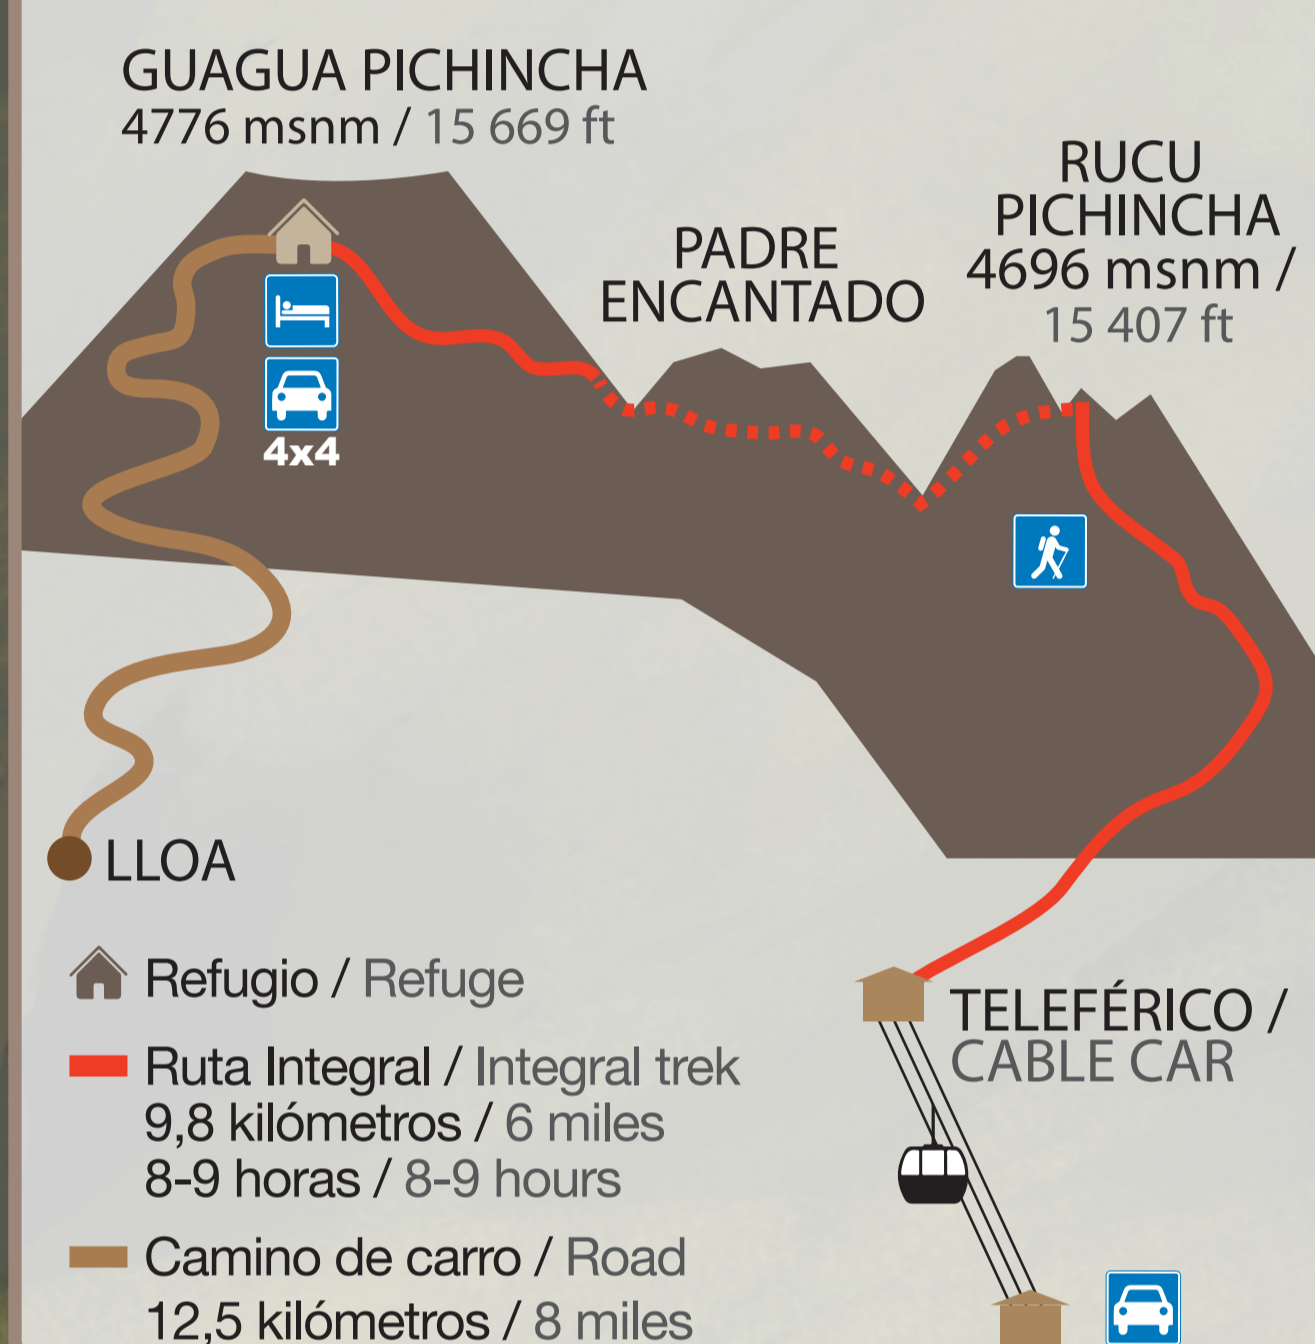 GUAGUA PICHINCHA
4776 msnm / 15 669 ft
RUCU
PICHINCHA
4696 msnm /
15 407 ft
PADRE
ENCANTADO
4x4
LLOA
Refugio / Refuge
Ruta Integral / Integral trek
9,8 kilómetros / 6 miles
8-9 horas / 8-9 hours
Camino de carro / Road
12,5 kilómetros / 8 miles
TELEFÉRICO /
CABLE CAR